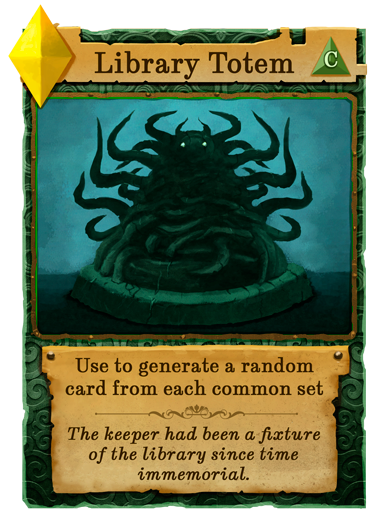 Library Totem
C
Use to generate a random
card from each common set
The keeper had been a fixture
of the library since time
immemorial.